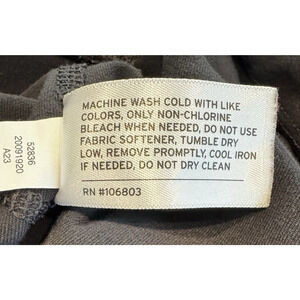 MACHINE WASH COLD WITH LIKE
COLORS, ONLY NON-CHLORINE
BLEACH WHEN NEEDED, DO NOT USE
FABRIC SOFTENER, TUMBLE DRY
LOW, REMOVE PROMPTLY, COOL IRON
IF NEEDED, DO NOT DRY CLEAN
RN #106803
52836
20091920
A23